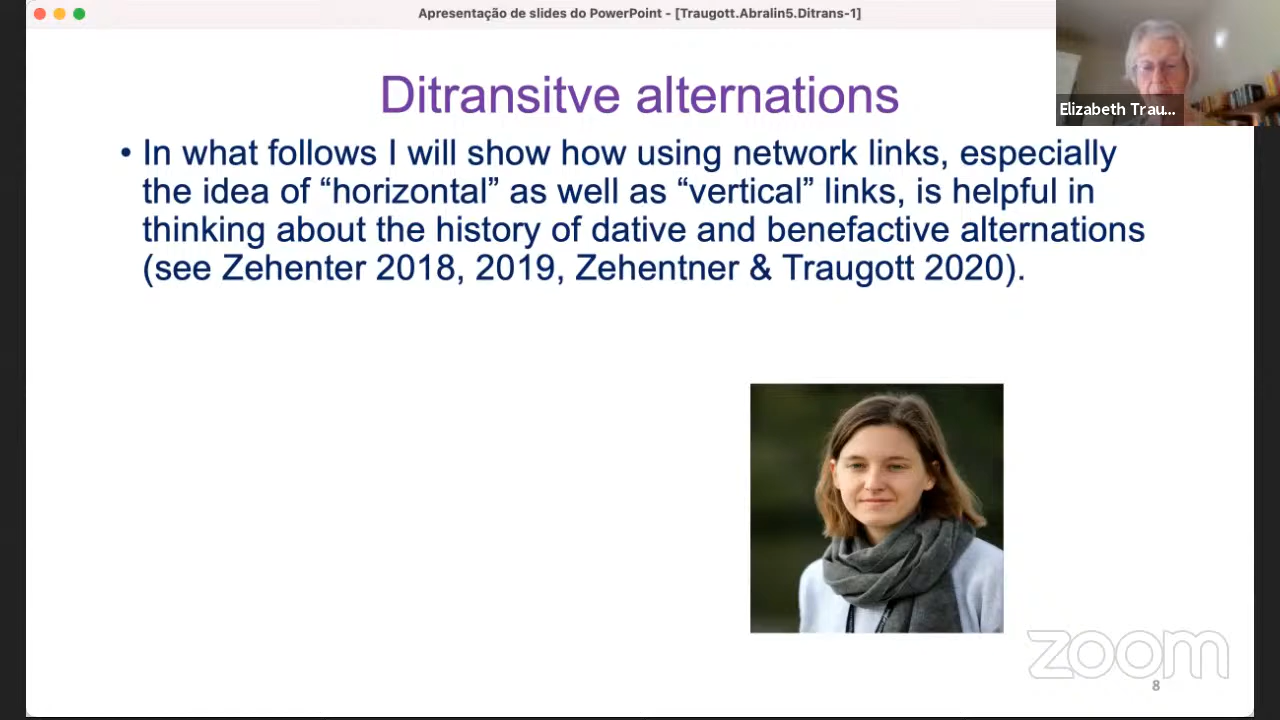 Apresentação de slides do PowerPoint - [Traugott.Abralin5.Ditrans-1]
Elizabeth Trau...
Ditransitve alternations
• In what follows I will show how using network links, especially
the idea of “horizontal” as well as “vertical” links, is helpful in
thinking about the history of dative and benefactive alternations
(see Zehenter 2018, 2019, Zehentner & Traugott 2020).
zoom
8